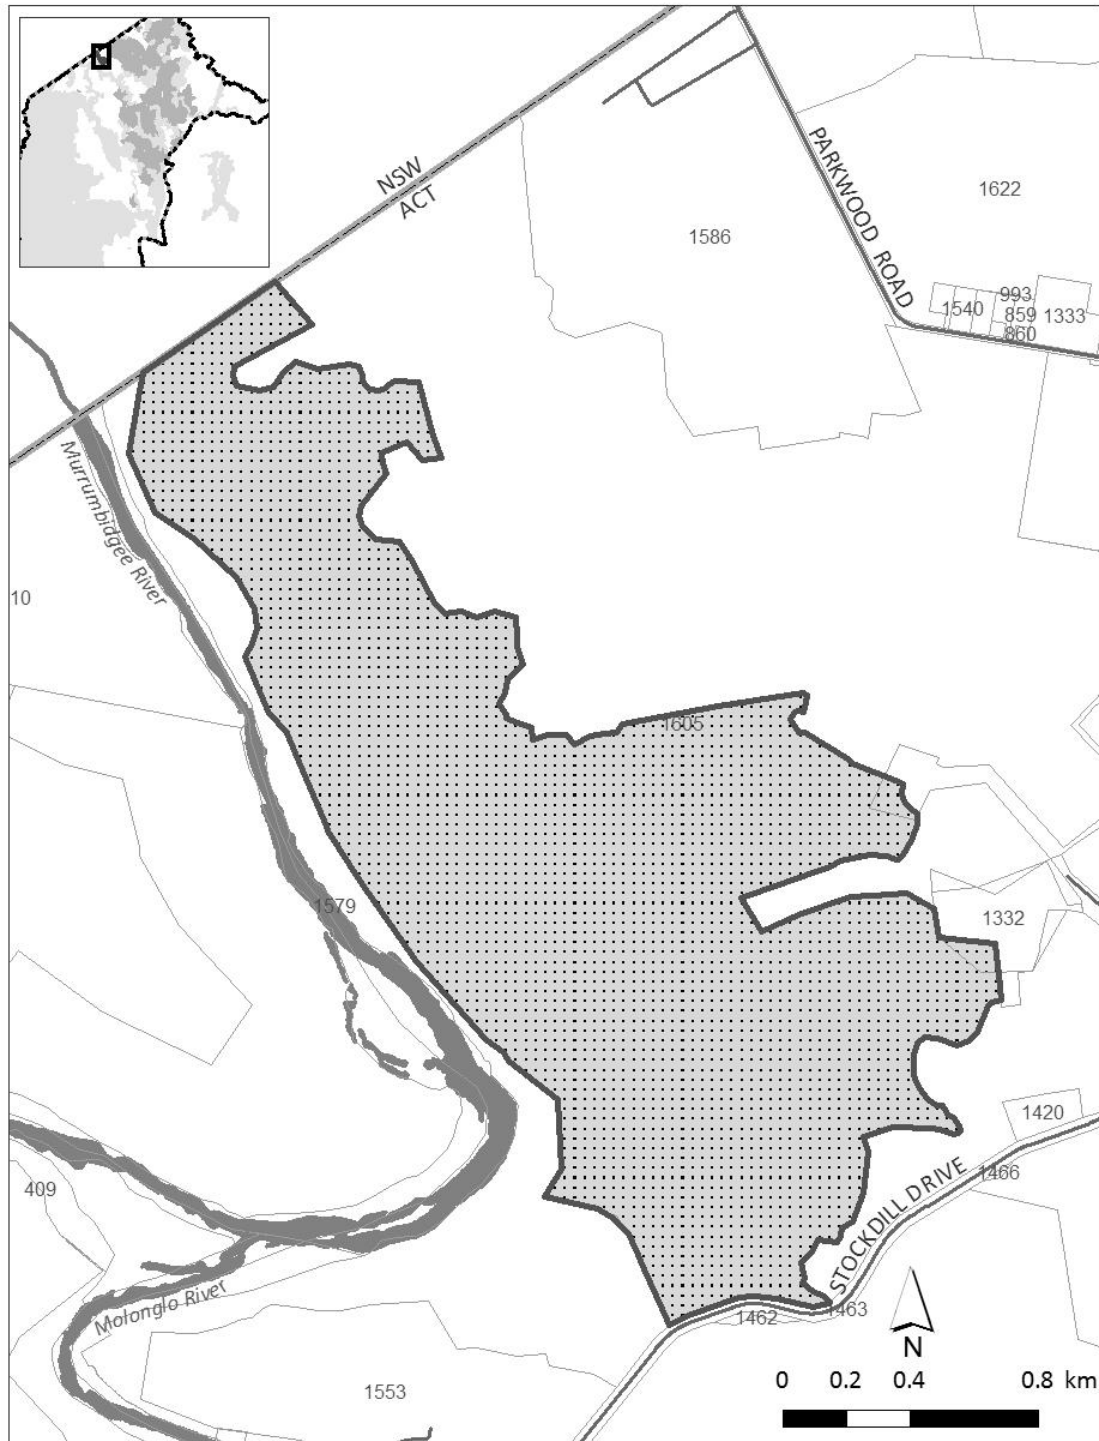 NSW
ACT
PARKWOOD ROAD
1622
1586
993
1540
859
1333
860
Murrumbidgee River
10
1605
1579
1332
1420
1466
409
STOCKDILL DRIVE
Molonglo River
1462
1463
N
1553
0 0.2 0.4 0.8 km